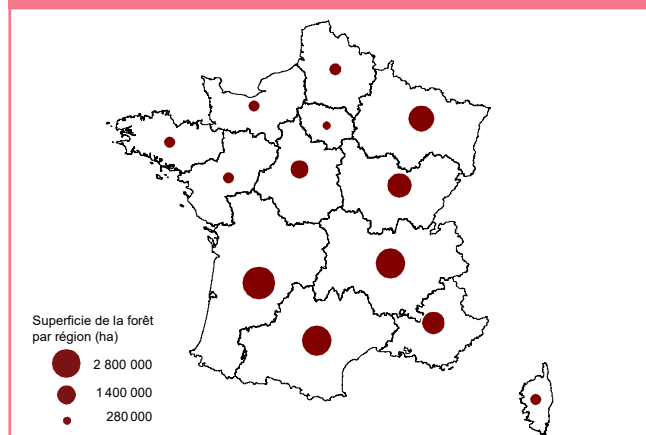 Superficie de la forêt
par région (ha)
2 800 000
1 400 000
280 000